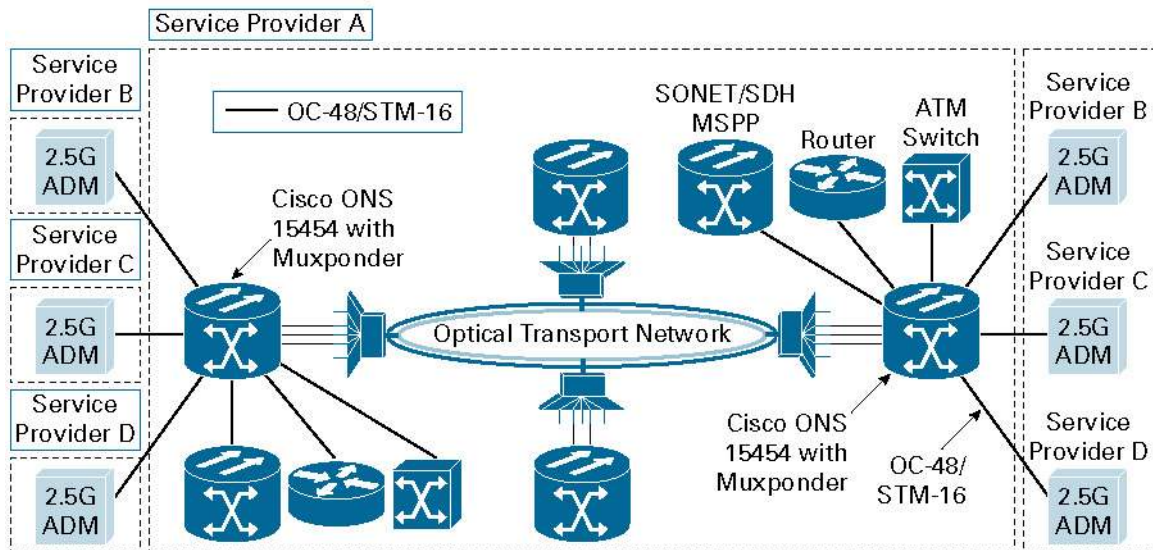 Service Provider A
Service
Provider B
2.5G
ADM
Service
Provider C
2.5G
ADM
Service
Provider D
2.5G
ADM
OC-48/STM-16
Cisco ONS
15454 with
Muxponder
Optical Transport Network
SONET/SDH
MSPP
Router
ATM
Switch
Cisco ONS
15454 with
Muxponder
OC-48/
STM-16
Service
Provider B
2.5G
ADM
Service
Provider C
2.5G
ADM
Service
Provider D
2.5G
ADM